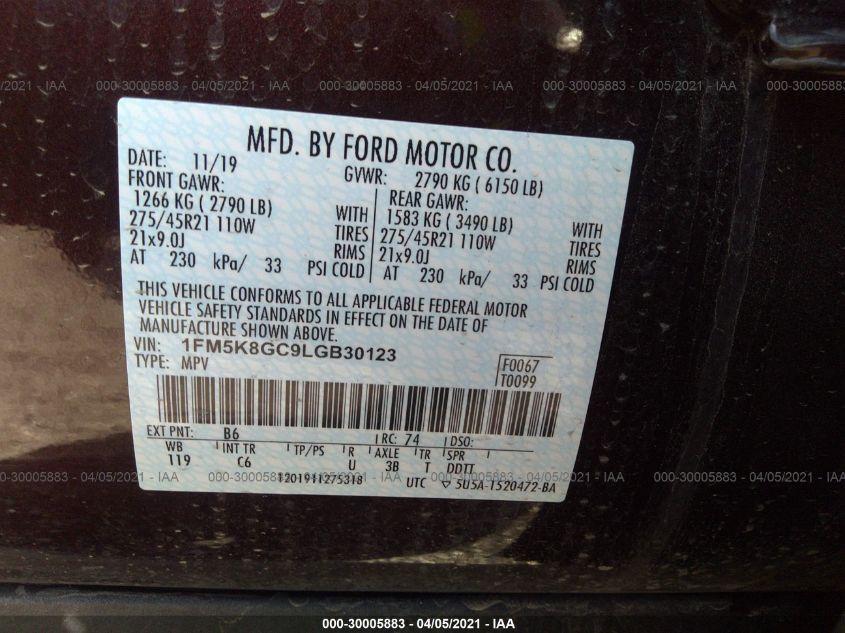 000-30005883 - 04/05/2021 - IAA
MFD. BY FORD MOTOR CO.
DATE: 11/19 GVWR: 2790 KG ( 6150 LB)
FRONT GAWR: REAR GAWR:
1266 KG ( 2790 LB) WITH 1583 KG ( 3490 LB) WITH
275/45R21 110W TIRES 275/45R21 110W TIRES
21x9.0J RIMS 21x9.0J RIMS
AT 230 kPa/ 33 PSI COLD AT 230 kPa/ 33 PSI COLD
THIS VEHICLE CONFORMS TO ALL APPLICABLE FEDERAL MOTOR
VEHICLE SAFETY STANDARDS IN EFFECT ON THE DATE OF
MANUFACTURE SHOWN ABOVE.
VIN: 1FM5K8GC9LGB30123
TYPE: MPV
F0067
T0099
EXT PNT: B6 RC: 74 DSO:
WB INT TR TP/PS R AXLE TR SPR
119 C6 U 3B T DDTT
1201911275318 UTC ▽ 5U5A-1520472-BA
000-30005883 - 04/05/2021 - IAA